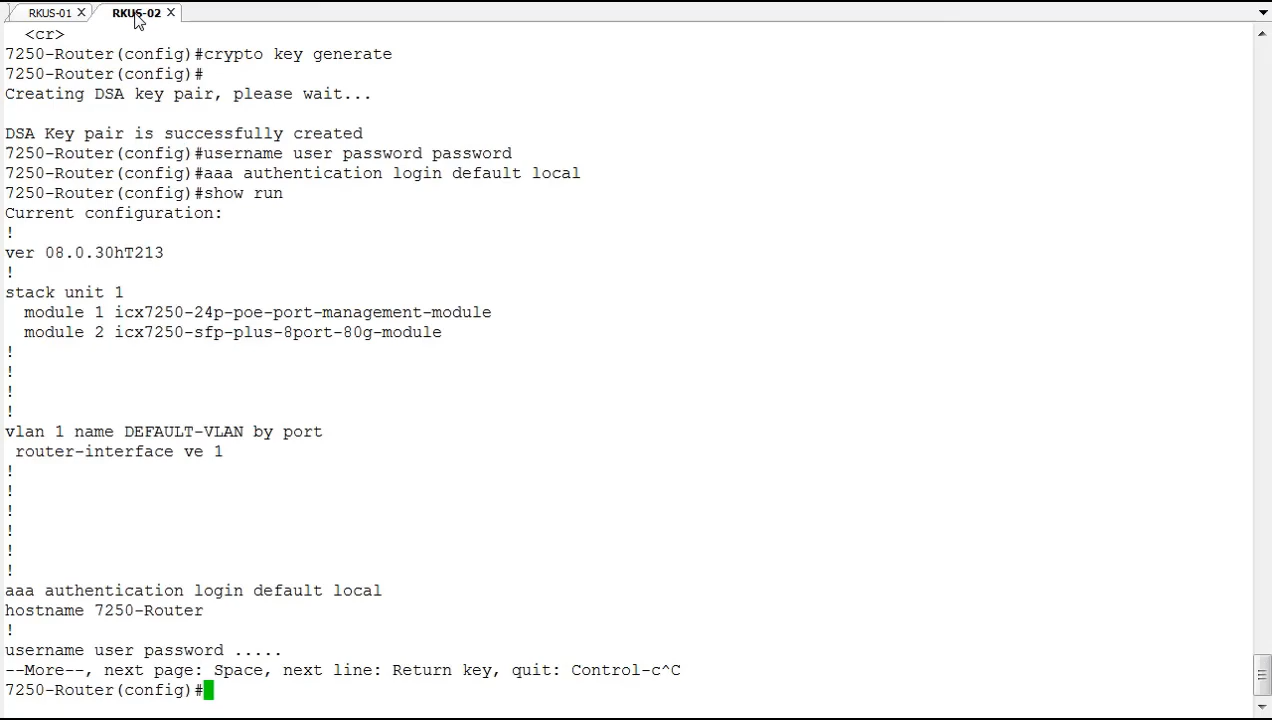 RKUS-01 X RKUS-02 X
<cr>
7250-Router(config)#crypto key generate
7250-Router(config)#
Creating DSA key pair, please wait...
DSA Key pair is successfully created
7250-Router(config)#username user password password
7250-Router(config)#aaa authentication login default local
7250-Router(config)#show run
Current configuration:
!
ver 08.0.30hT213
!
stack unit 1
module 1 icx7250-24p-poe-port-management-module
module 2 icx7250-sfp-plus-8port-80g-module
!
!
!
!
vlan 1 name DEFAULT-VLAN by port
router-interface ve 1
!
!
!
!
!
!
aaa authentication login default local
hostname 7250-Router
!
username user password .....
--More--, next page: Space, next line: Return key, quit: Control-c^C
7250-Router(config)#